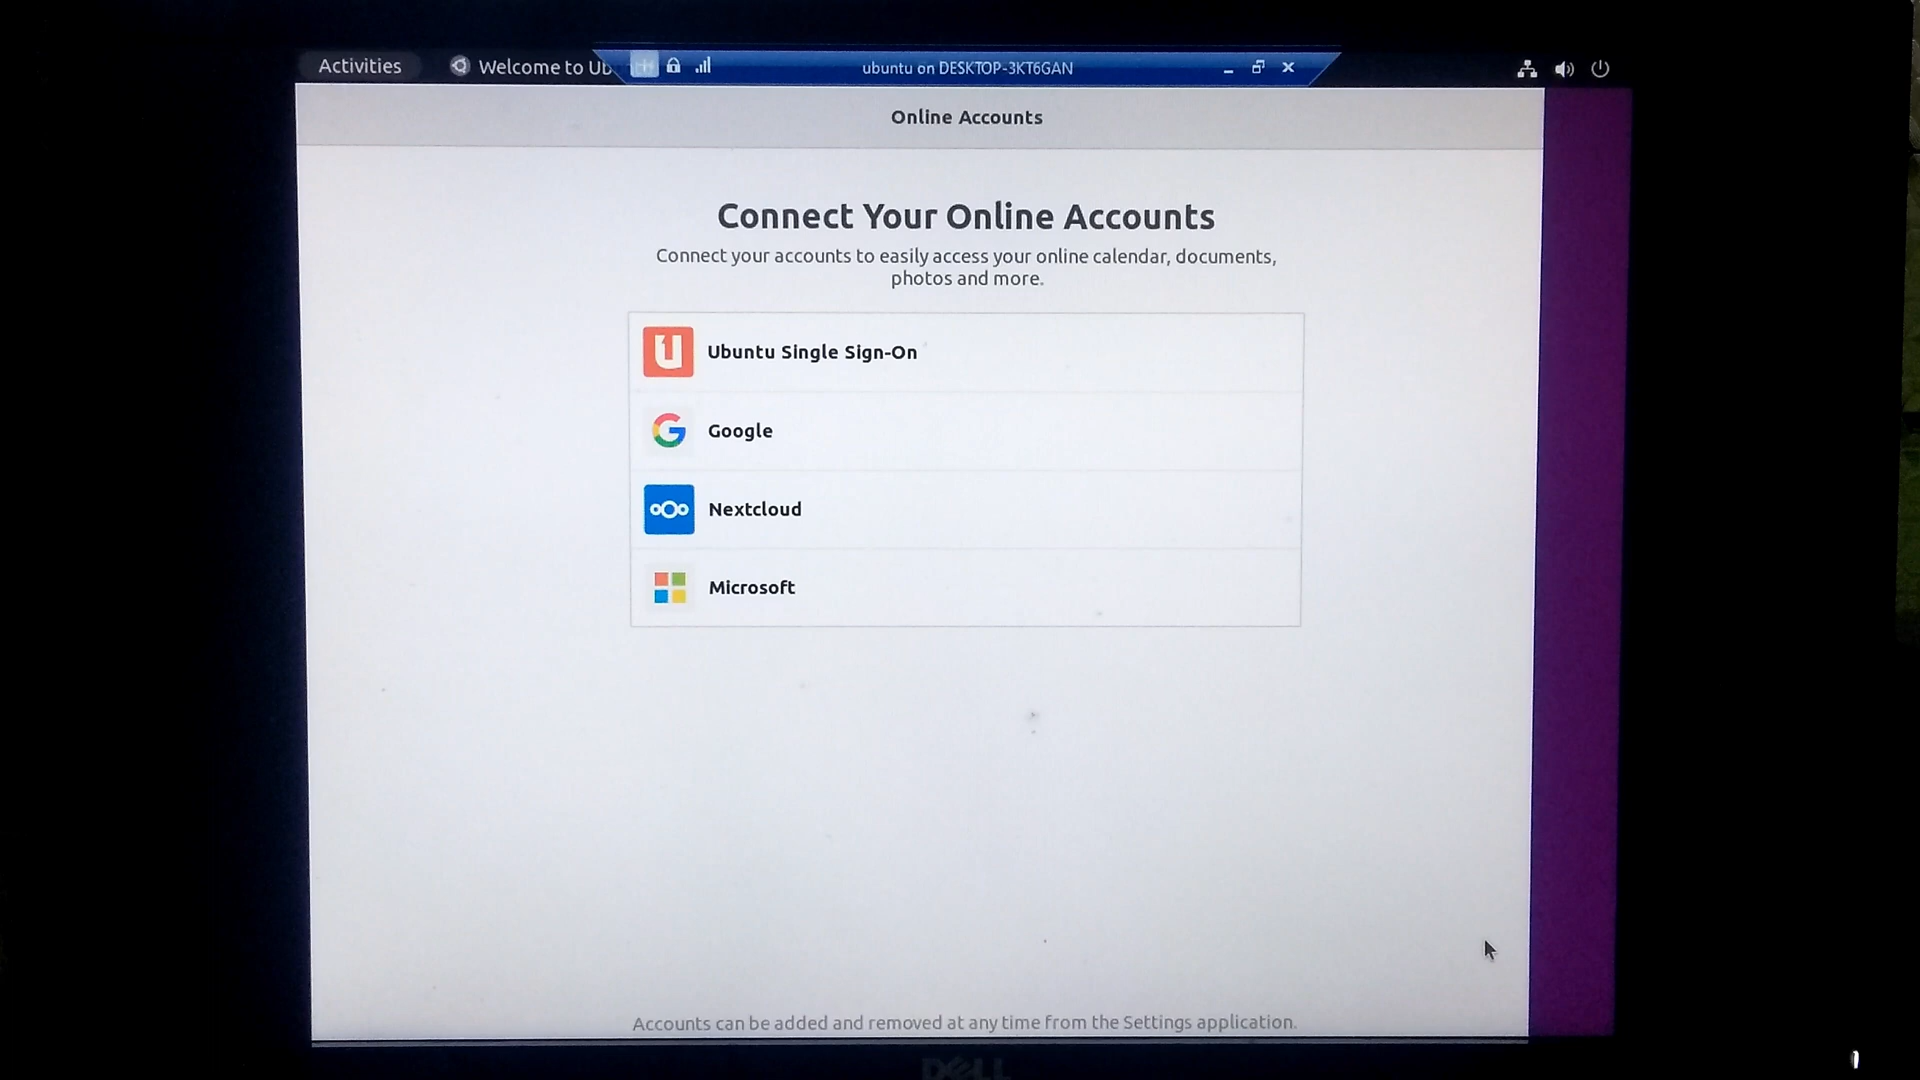 Activities
Welcome to Ub
ubuntu on DESKTOP-3KT6GAN
Online Accounts
Connect Your Online Accounts
Connect your accounts to easily access your online calendar, documents,
photos and more.
Ubuntu Single Sign-On
Google
Nextcloud
Microsoft
Accounts can be added and removed at any time from the Settings application.
DELL